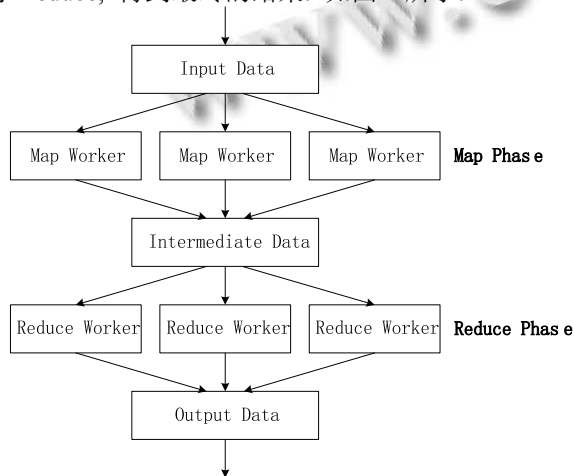 Input Data
Map Worker Map Worker Map Worker Map Phase
Intermediate Data
Reduce Worker Reduce Worker Reduce Worker Reduce Phase
Output Data